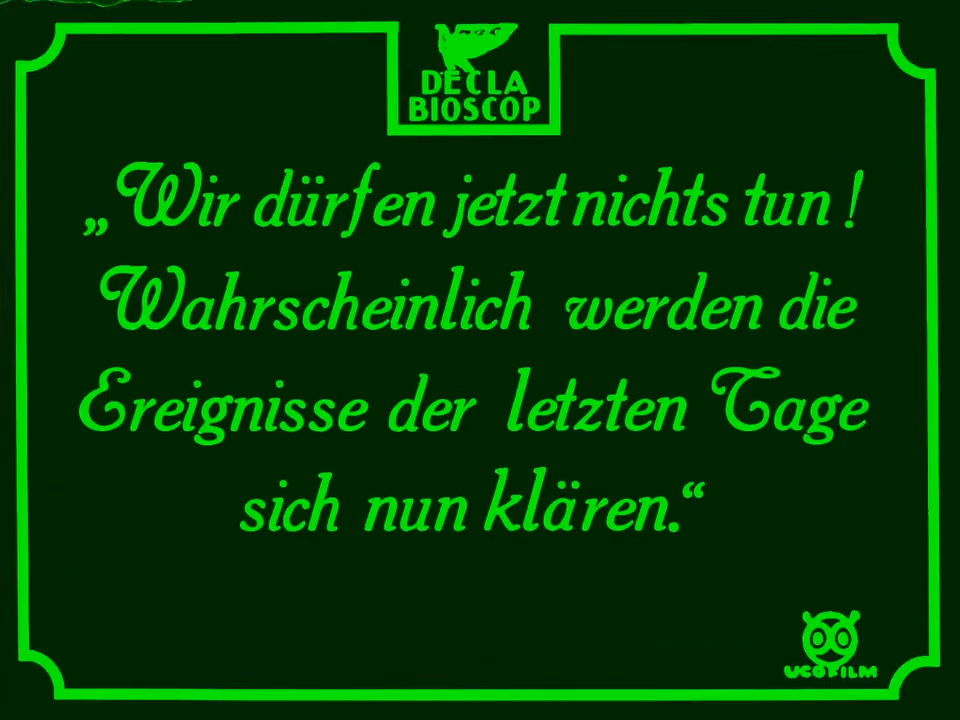 DECLA
BIOSCOP
„Wir dürfen jetzt nichts tun!
Wahrscheinlich werden die
Ereignisse der letzten Tage
sich nun klären.“
UCOFILM